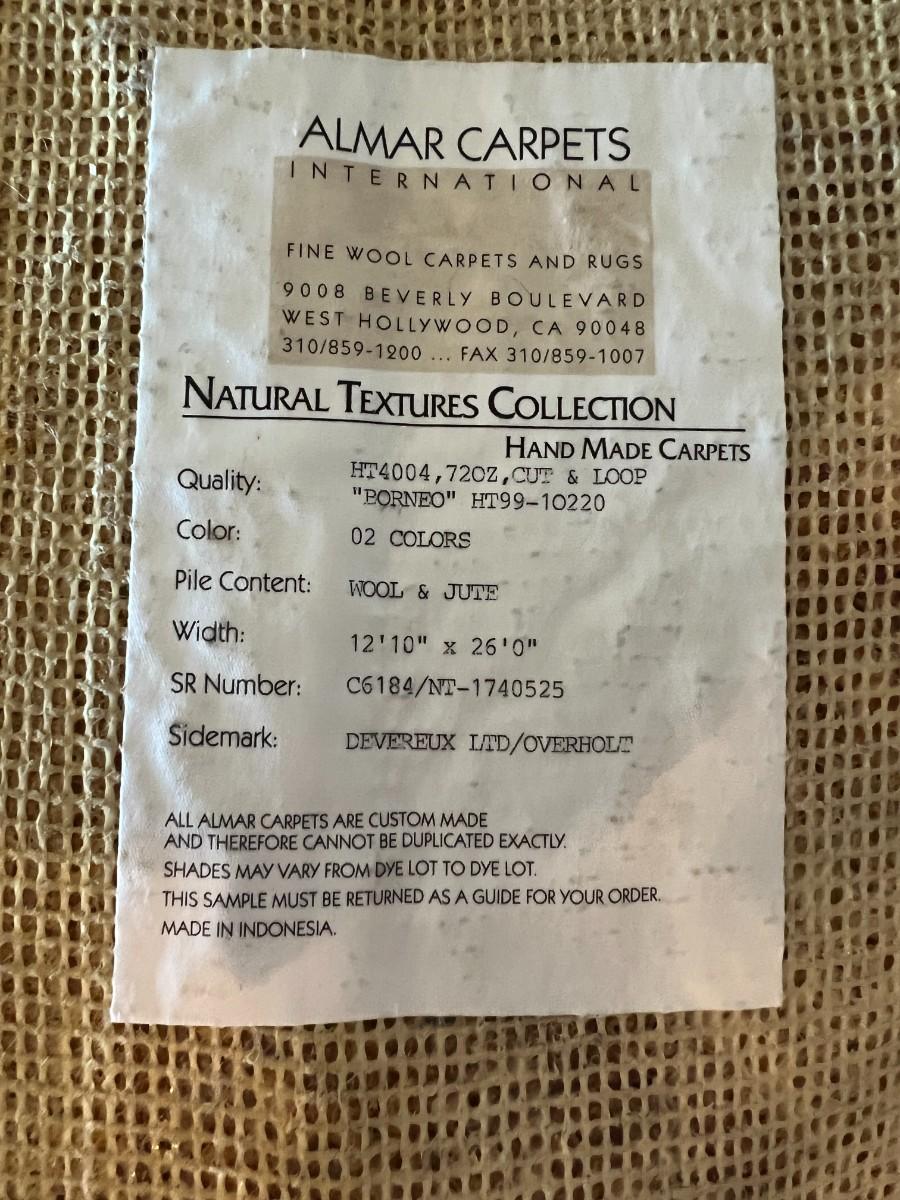 ALMAR CARPETS
INTERNATIONAL
FINE WOOL CARPETS AND RUGS
9008 BEVERLY BOULEVARD
WEST HOLLYWOOD, CA 90048
310/859-1200 ... FAX 310/859-1007
NATURAL TEXTURES COLLECTION
HAND MADE CARPETS
Quality: HT4004,72OZ,CUT & LOOP
"BORNEO" HT99-10220
Color: 02 COLORS
Pile Content: WOOL & JUTE
Width: 12'10" x 26'0"
SR Number: C6184/NT-1740525
Sidemark: DEVEREUX LTD/OVERHOLT
ALL ALMAR CARPETS ARE CUSTOM MADE
AND THEREFORE CANNOT BE DUPLICATED EXACTLY.
SHADES MAY VARY FROM DYE LOT TO DYE LOT.
THIS SAMPLE MUST BE RETURNED AS A GUIDE FOR YOUR ORDER.
MADE IN INDONESIA.